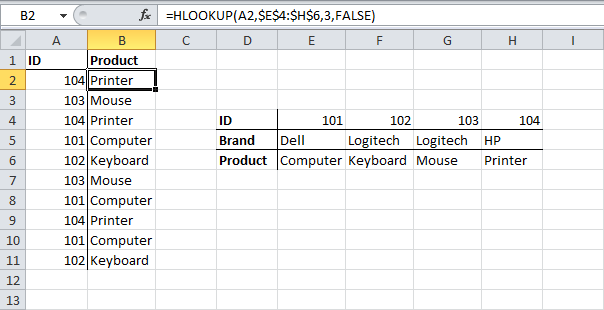 B2 fx =HLOOKUP(A2,$E$4:$H$6,3,FALSE)
A B C D E F G H I
1 ID Product
2 104 Printer
3 103 Mouse
4 104 Printer ID 101 102 103 104
5 101 Computer Brand Dell Logitech Logitech HP
6 102 Keyboard Product Computer Keyboard Mouse Printer
7 103 Mouse
8 101 Computer
9 104 Printer
10 101 Computer
11 102 Keyboard
12
13